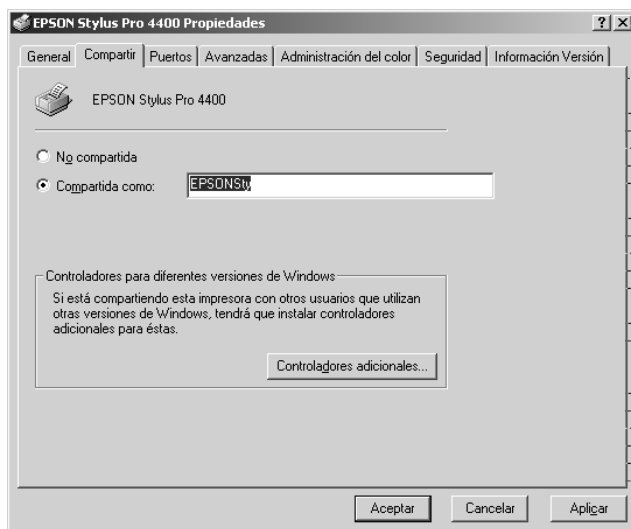 EPSON Stylus Pro 4400 Propiedades
General Compartir Puertos Avanzadas Administración del color Seguridad Información Versión
EPSON Stylus Pro 4400
No compartida
Compartida como: EPSONSty
Controladores para diferentes versiones de Windows
Si está compartiendo esta impresora con otros usuarios que utilizan
otras versiones de Windows, tendrá que instalar controladores
adicionales para éstas.
Controladores adicionales...
Aceptar Cancelar Aplicar